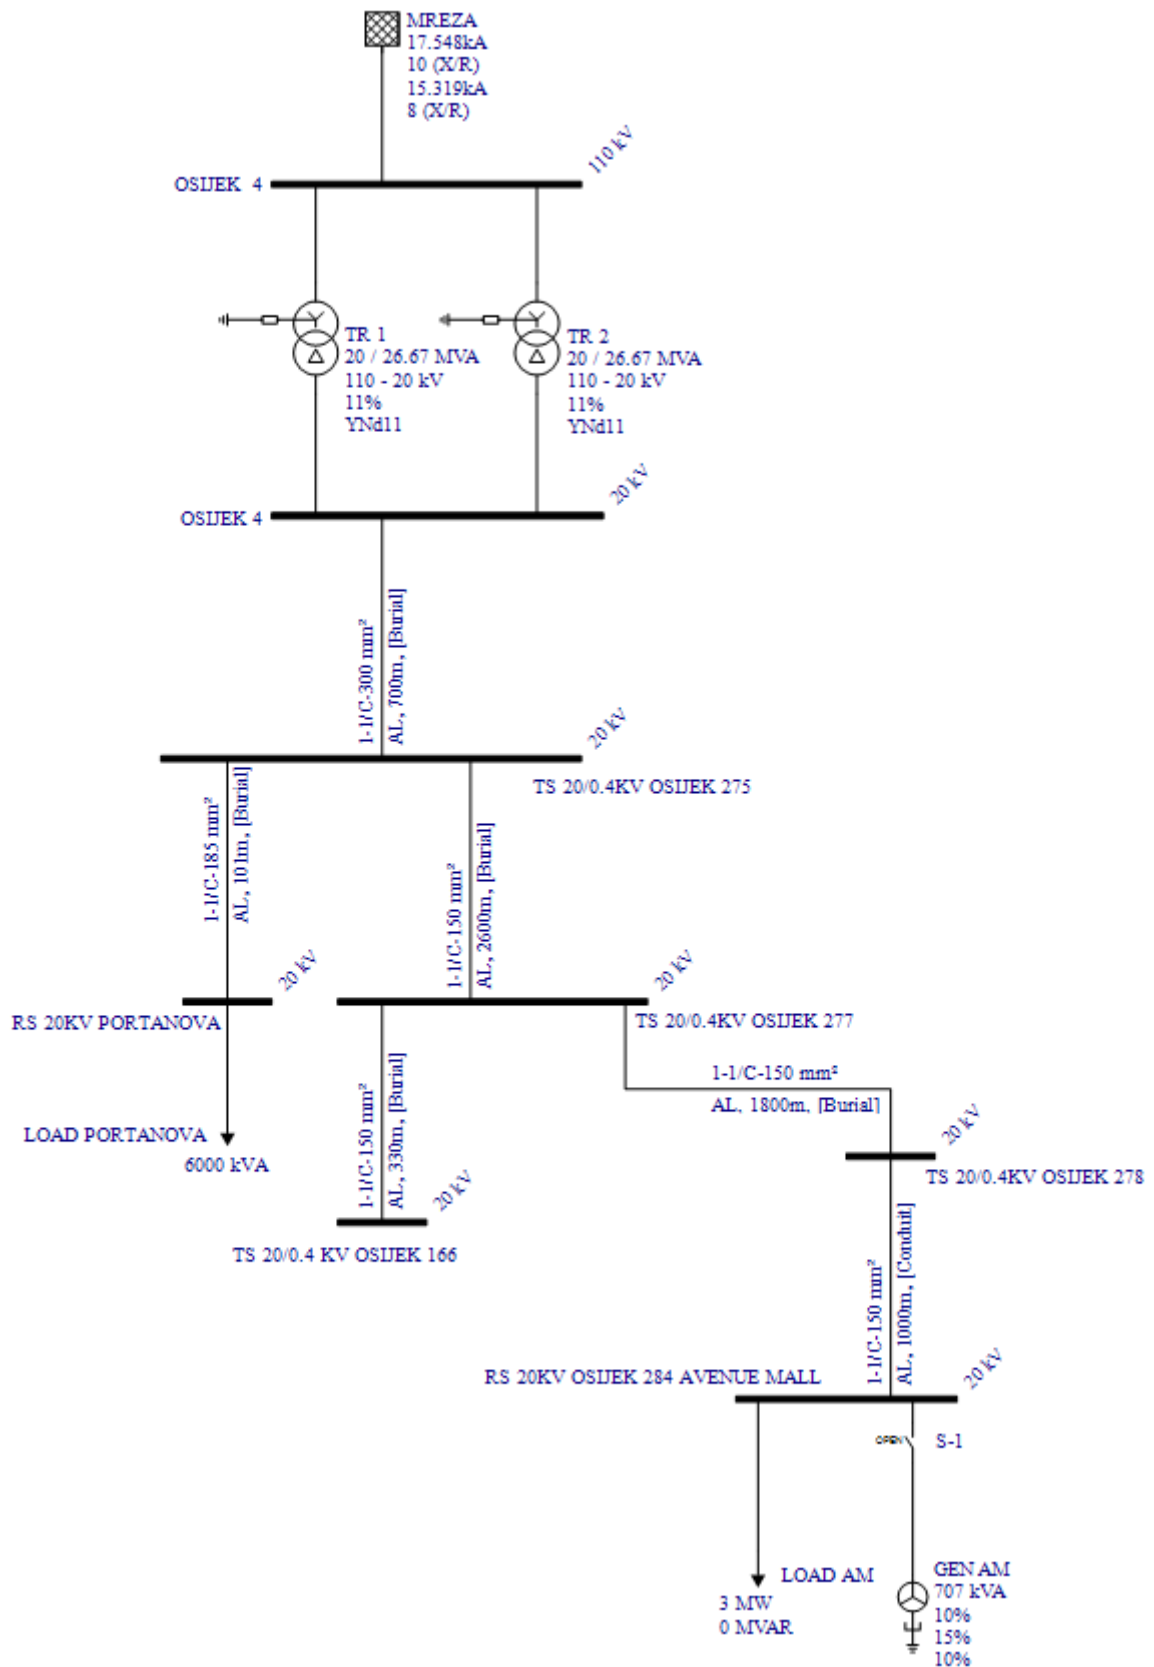 MREZA
17.548kA
10 (X/R)
15.319kA
8 (X/R)
110 kV
OSIJEK 4
TR 1
20 / 26.67 MVA
110 - 20 kV
11%
YNd11
TR 2
20 / 26.67 MVA
110 - 20 kV
11%
YNd11
20 kV
OSIJEK 4
1-1/C-300 mm²
AL, 700m, [Burial]
20 kV
TS 20/0.4KV OSIJEK 275
1-1/C-185 mm²
AL, 101m, [Burial]
1-1/C-150 mm²
AL, 2600m, [Burial]
20 kV
RS 20KV PORTANOVA
20 kV
TS 20/0.4KV OSIJEK 277
LOAD PORTANOVA
6000 kVA
1-1/C-150 mm²
AL, 330m, [Burial]
1-1/C-150 mm²
AL, 1800m, [Burial]
20 kV
TS 20/0.4 KV OSIJEK 166
20 kV
TS 20/0.4KV OSIJEK 278
1-1/C-150 mm²
AL, 1000m, [Conduit]
RS 20KV OSIJEK 284 AVENUE MALL
20 kV
OPEN
S-1
LOAD AM
3 MW
0 MVAR
GEN AM
707 kVA
10%
15%
10%